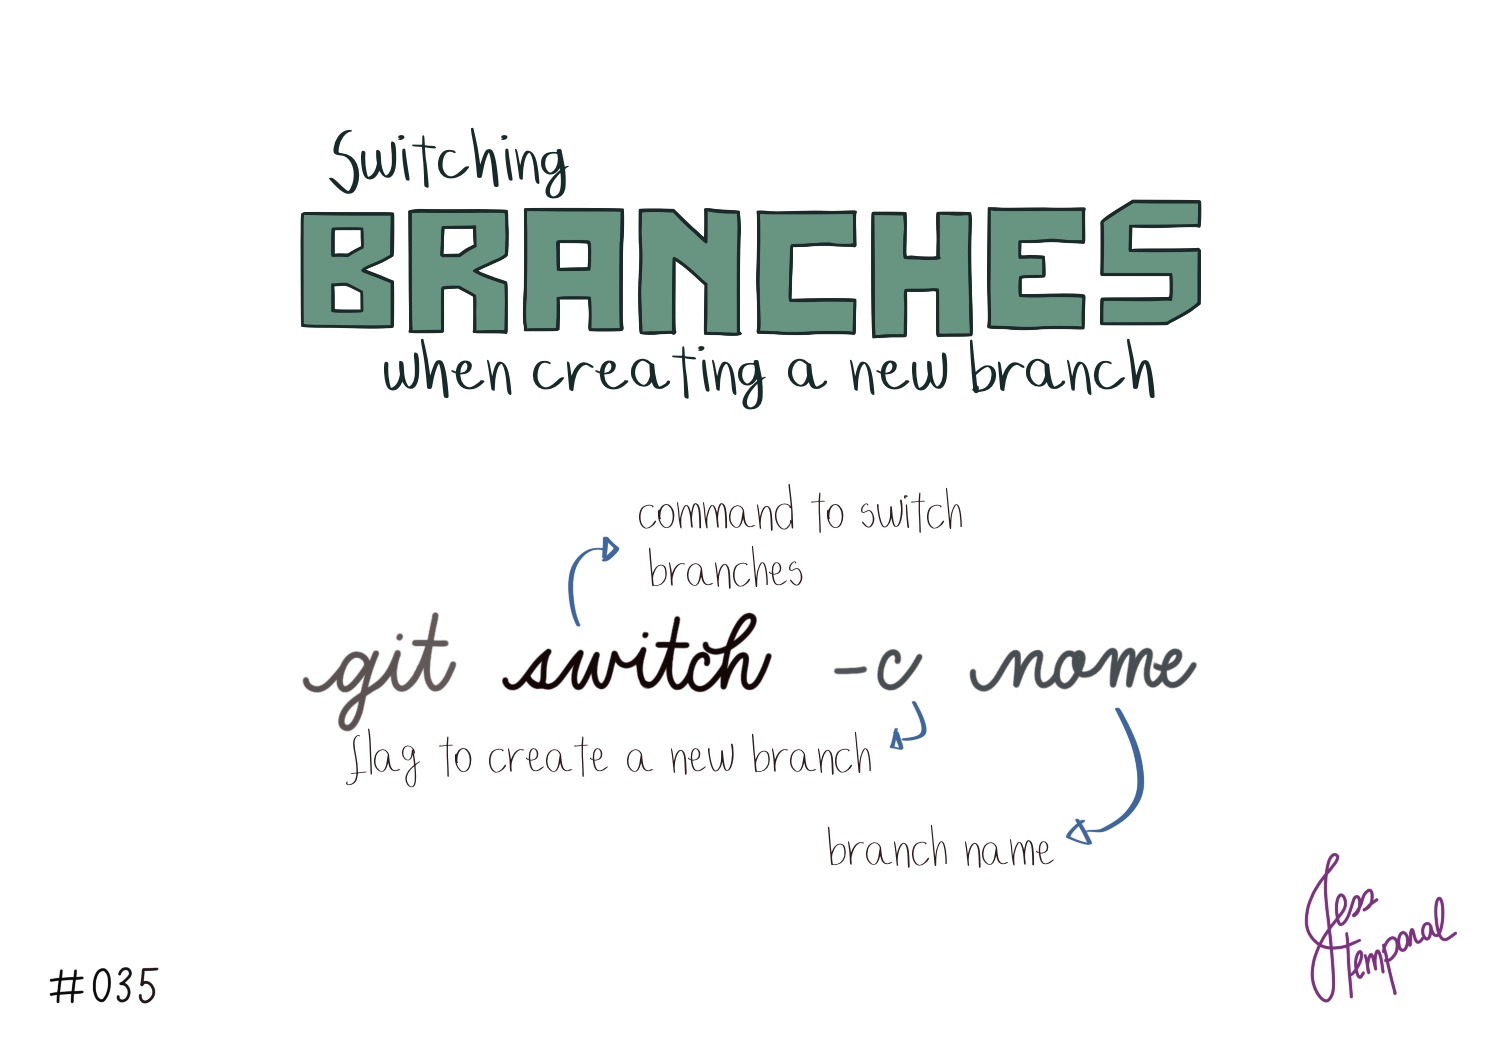 Switching
BRANCHES
when creating a new branch
command to switch
branches
git switch -c nome
flag to create a new branch
branch name
Jess
temporal
#035